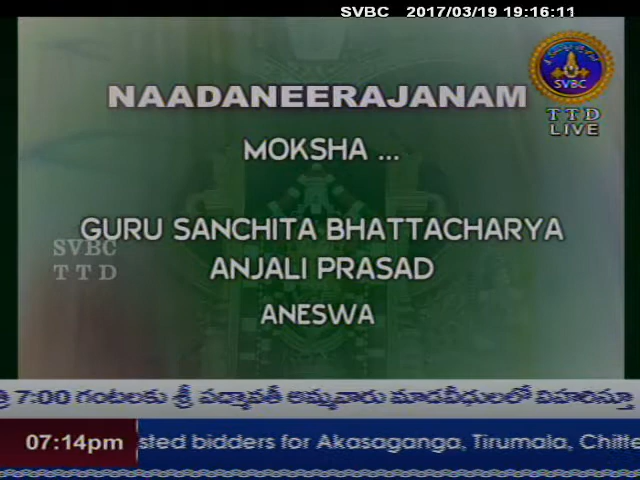 SVBC 2017/03/19 19:16:11
NAADANEERAJANAM
SVBC
TTD
LIVE
MOKSHA ...
GURU SANCHITA BHATTACHARYA
SVBC
TTD
ANJALI PRASAD
ANESWA
7:00 గంటలకు శ్రీ పద్మావతీ అమ్మవారు మాడవీధులలో విహరిస్తూ
07:14pm sted bidders for Akasaganga, Tirumala, Chitte